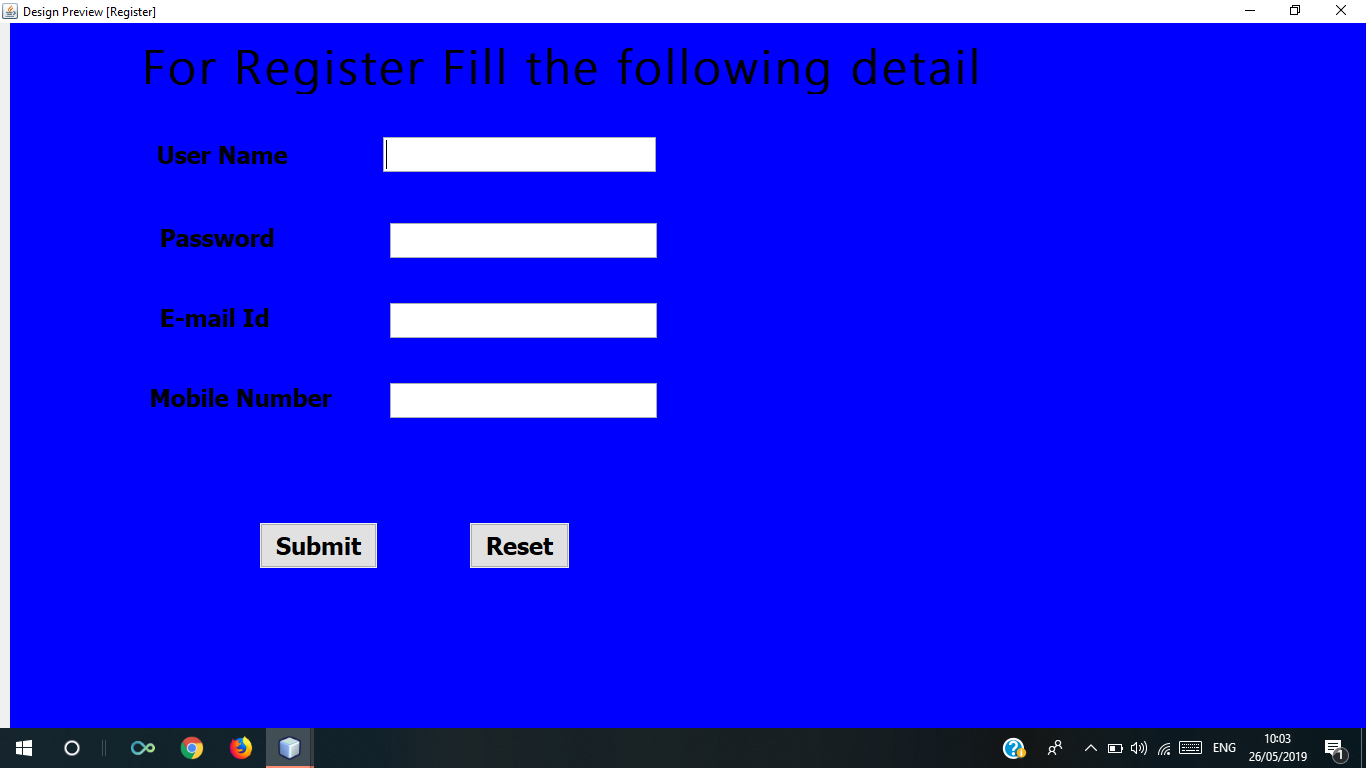 Design Preview [Register]
For Register Fill the following detail
User Name
Password
E-mail Id
Mobile Number
Submit Reset
ENG 10:03
26/05/2019
1